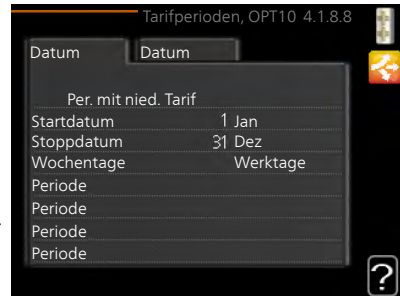 Tarifperioden, OPT10 4.1.8.8
Datum Datum
Per. mit nied. Tarif
Startdatum 1 Jan
Stoppdatum 31 Dez
Wochentage Werktage
Periode
Periode
Periode
Periode
?